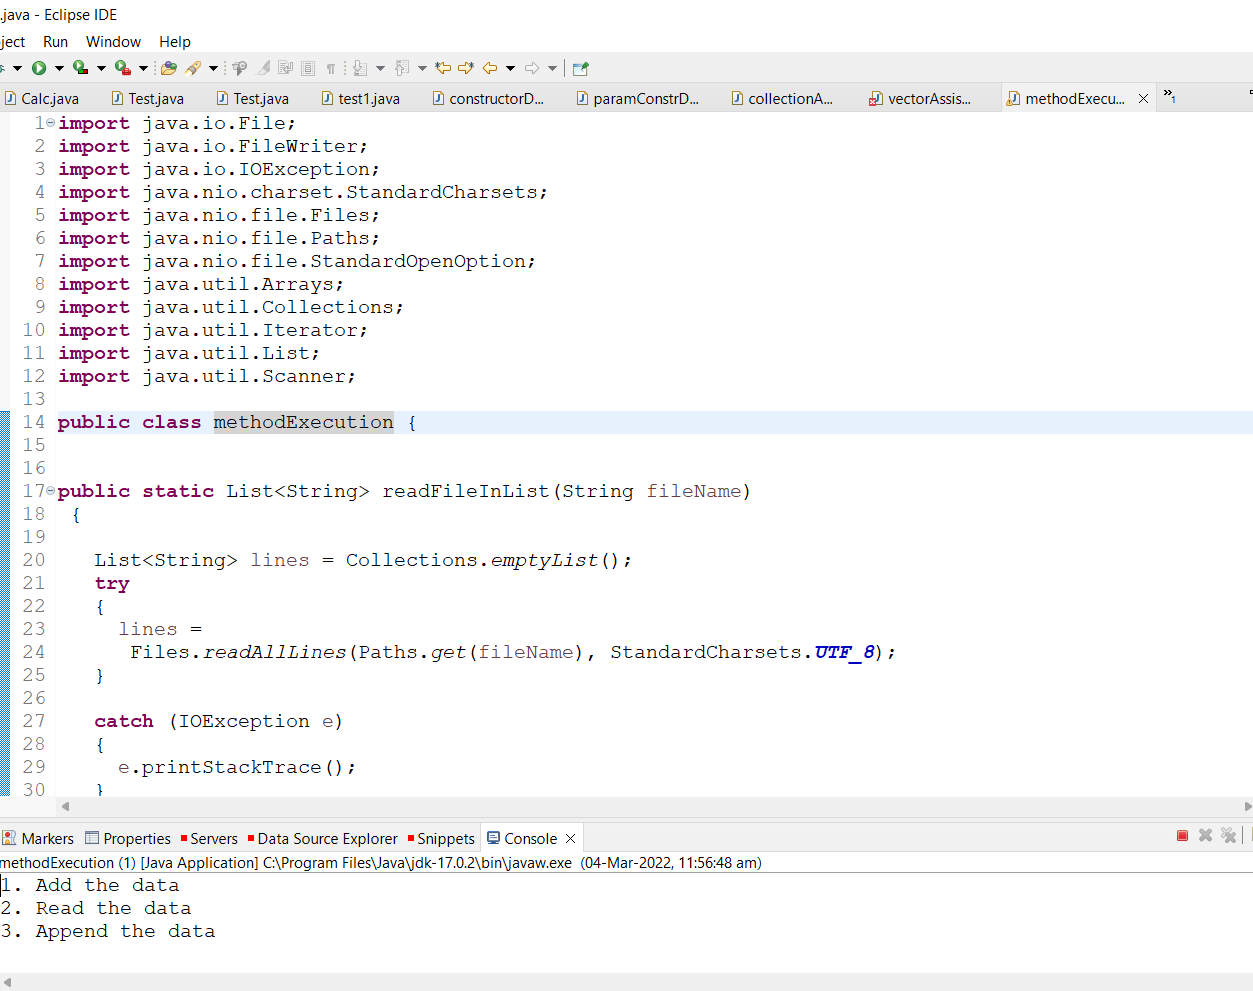 .java - Eclipse IDE
ject Run Window Help
Calc.java Test.java Test.java test1.java constructorD... paramConstrD... collectionA... vectorAssis... methodExecu... »1
1 import java.io.File;
2 import java.io.FileWriter;
3 import java.io.IOException;
4 import java.nio.charset.StandardCharsets;
5 import java.nio.file.Files;
6 import java.nio.file.Paths;
7 import java.nio.file.StandardOpenOption;
8 import java.util.Arrays;
9 import java.util.Collections;
10 import java.util.Iterator;
11 import java.util.List;
12 import java.util.Scanner;
13
14 public class methodExecution {
15
16
17 public static List<String> readFileInList(String fileName)
18 {
19
20 List<String> lines = Collections.emptyList();
21 try
22 {
23 lines =
24 Files.readAllLines(Paths.get(fileName), StandardCharsets.UTF_8);
25 }
26
27 catch (IOException e)
28 {
29 e.printStackTrace();
30 }
Markers Properties Servers Data Source Explorer Snippets Console
methodExecution (1) [Java Application] C:\Program Files\Java\jdk-17.0.2\bin\javaw.exe (04-Mar-2022, 11:56:48 am)
1. Add the data
2. Read the data
3. Append the data